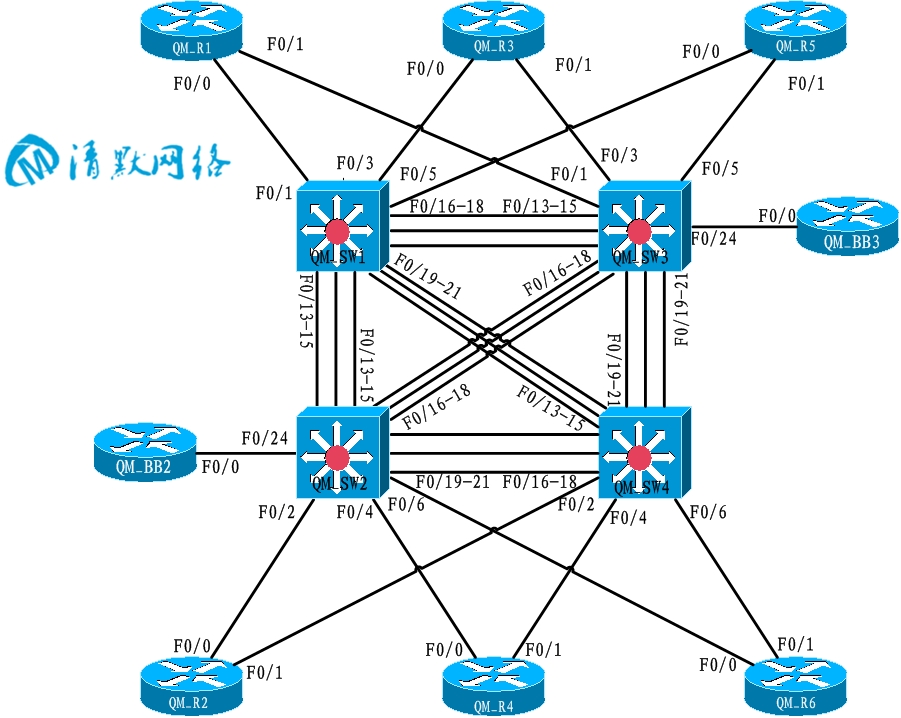 QM_R1
QM_R3
QM_R5
F0/1
F0/0
F0/0
F0/1
F0/0
F0/1
清默网络
F0/3
F0/1
F0/5
F0/1
F0/3
F0/5
F0/16-18
F0/13-15
F0/0
F0/24
QM_SW1
QM_SW3
QM_BB3
F0/19-21
F0/16-18
F0/13-15
F0/13-15
F0/19-21
F0/19-21
F0/16-18
F0/13-15
F0/24
F0/0
QM_BB2
QM_SW2
F0/19-21
F0/16-18
QM_SW4
F0/2
F0/4
F0/6
F0/2
F0/4
F0/6
F0/0
F0/1
F0/0
F0/1
F0/0
F0/1
QM_R2
QM_R4
QM_R6